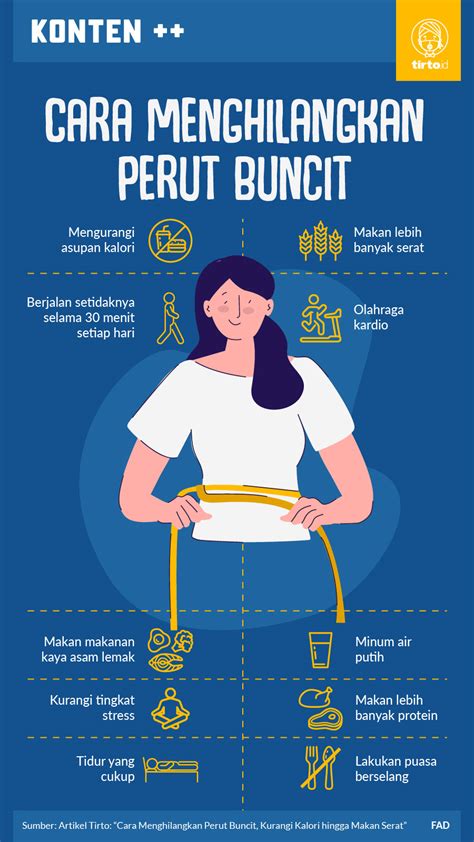 KONTEN ++
tirto.id
CARA MENGHILANGKAN
PERUT BUNCIT
Mengurangi
asupan kalori
Makan lebih
banyak serat
Berjalan setidaknya
selama 30 menit
setiap hari
Olahraga
kardio
Makan makanan
kaya asam lemak
Minum air
putih
Kurangi tingkat
stress
Makan lebih
banyak protein
Tidur yang
cukup
Lakukan puasa
berselang
Sumber: Artikel Tirto: "Cara Menghilangkan Perut Buncit, Kurangi Kalori hingga Makan Serat"
FAD